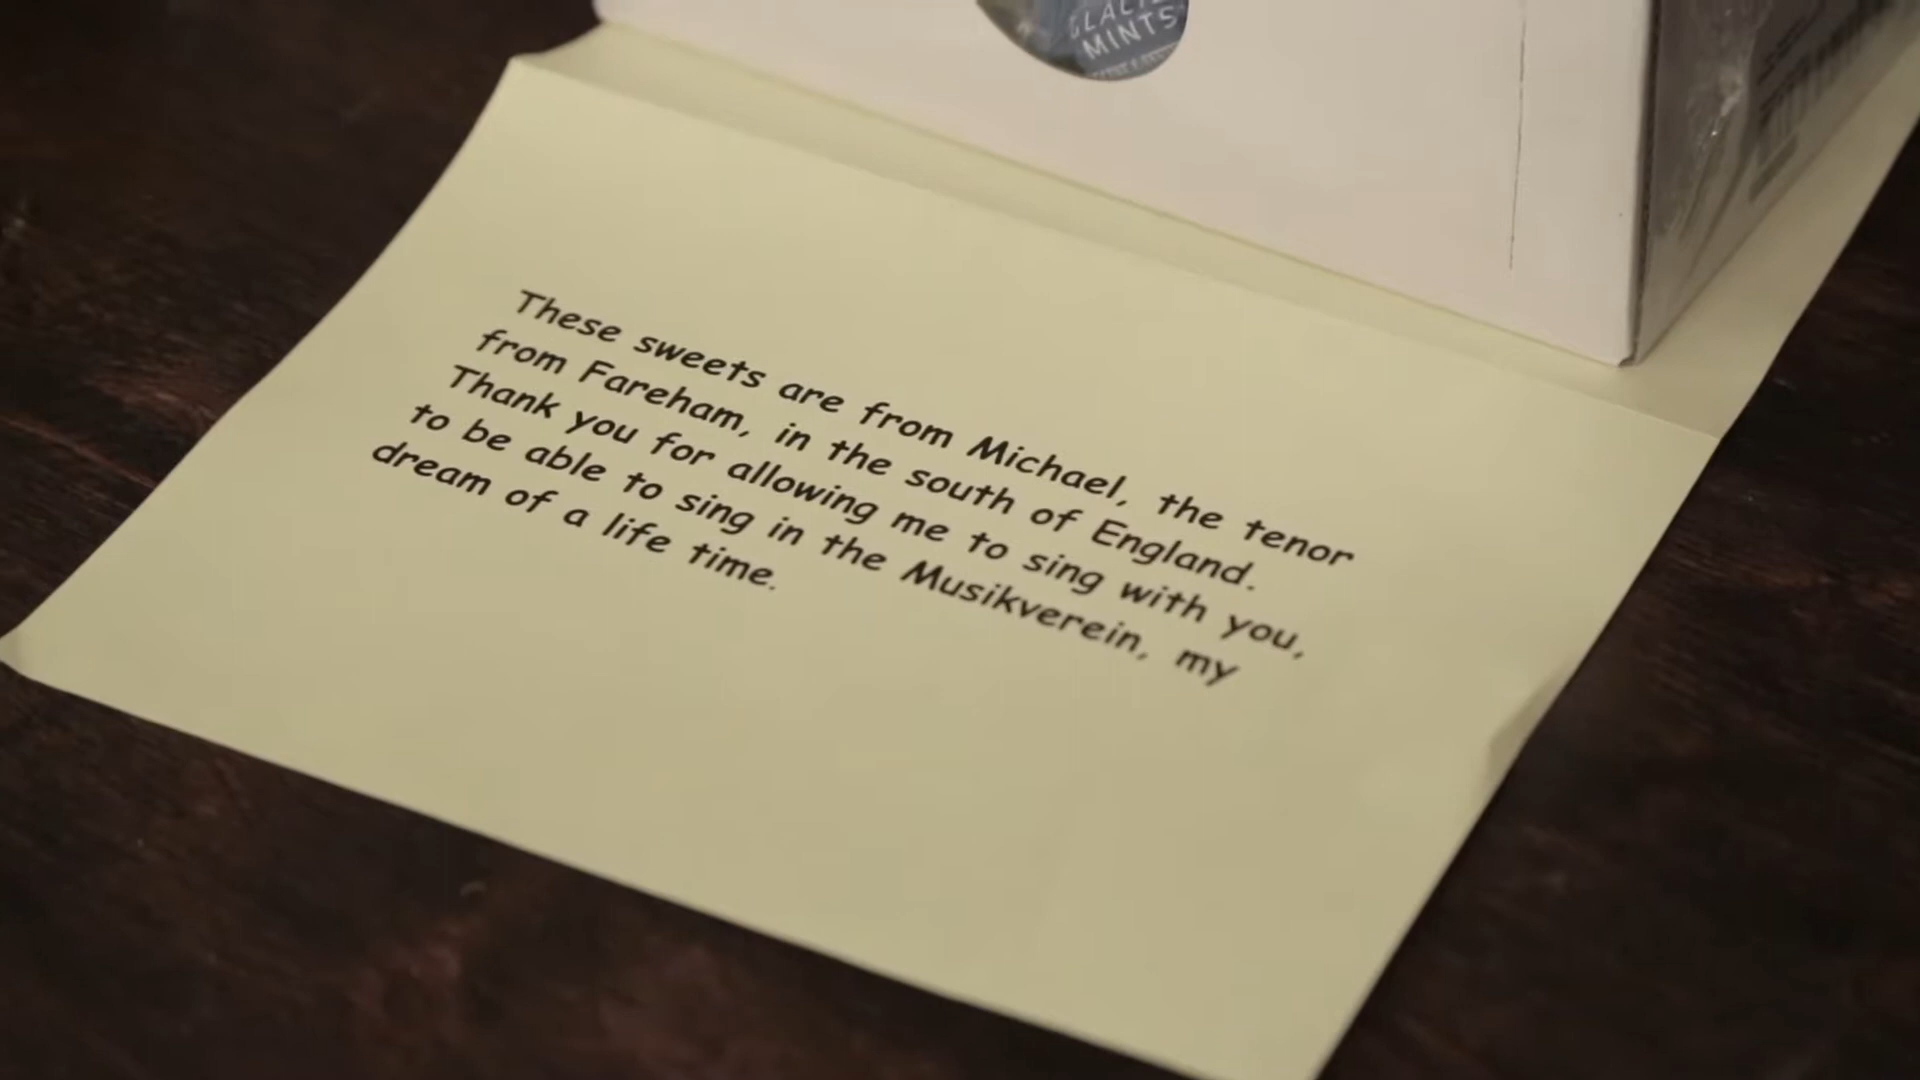 MINTS
These sweets are from Michael, the tenor
from Fareham, in the south of England.
Thank you for allowing me to sing with you,
to be able to sing in the Musikverein, my
dream of a life time.